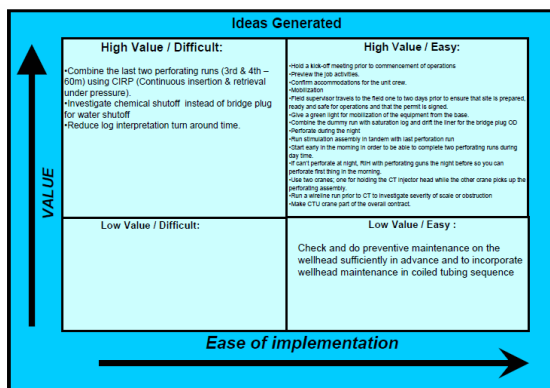 Ideas Generated
High Value / Difficult:
•Combine the last two perforating runs (3rd & 4th –
60m) using CIRP (Continuous insertion & retrieval
under pressure).
•Investigate chemical shutoff instead of bridge plug
for water shutoff
•Reduce log interpretation turn around time.
High Value / Easy:
•Hold a kick-off meeting prior to commencement of operations
•Preview the job activities.
•Confirm accommodations for the unit crew.
•Mobilization
•Field supervisor travels to the field one to two days prior to ensure that site is prepared,
ready and safe for operations and that the permit is signed.
•Give a green light for mobilization of the equipment from the base.
•Combine the dummy run with saturation log and drift the liner for the bridge plug OD
•Perforate during the night
•Run stimulation assembly in tandem with last perforation run
•Start early in the morning in order to be able to complete two perforating runs during
day time.
•If can't perforate at night, RIH with perforating guns the night before so you can
perforate first thing in the morning.
•Use two cranes; one for holding the CT injector head while the other crane picks up the
perforating assembly.
•Run a wireline run prior to CT to investigate severity of scale or obstruction
•Make CTU crane part of the overall contract.
Low Value / Difficult:
Low Value / Easy :
Check and do preventive maintenance on the
wellhead sufficiently in advance and to incorporate
wellhead maintenance in coiled tubing sequence
VALUE
Ease of implementation